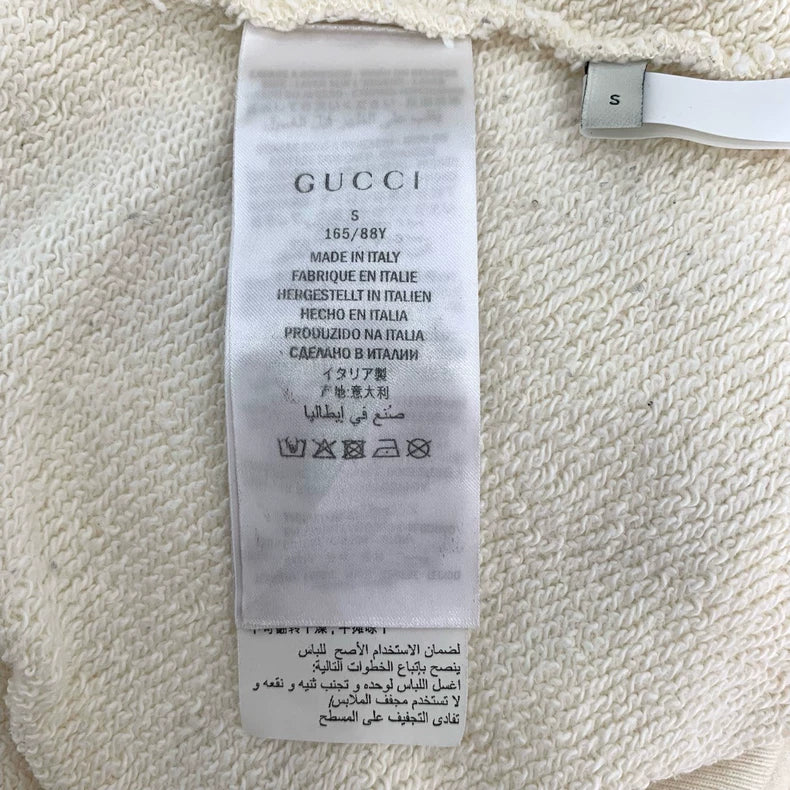 S
GUCCI
S
165/88Y
MADE IN ITALY
FABRIQUE EN ITALIE
HERGESTELLT IN ITALIEN
HECHO EN ITALIA
PRODUZIDO NA ITALIA
СДЕЛАНО В ИТАЛИИ
イタリア製
产地:意大利
صُنع في إيطاليا
لضمان الاستخدام الأصح للباس
ينصح بإتباع الخطوات التالية:
اغسل اللباس لوحده و تجنب ثنيه و نقعه و
لا تستخدم مجفف الملابس/
تفادى التجفيف على المسطح